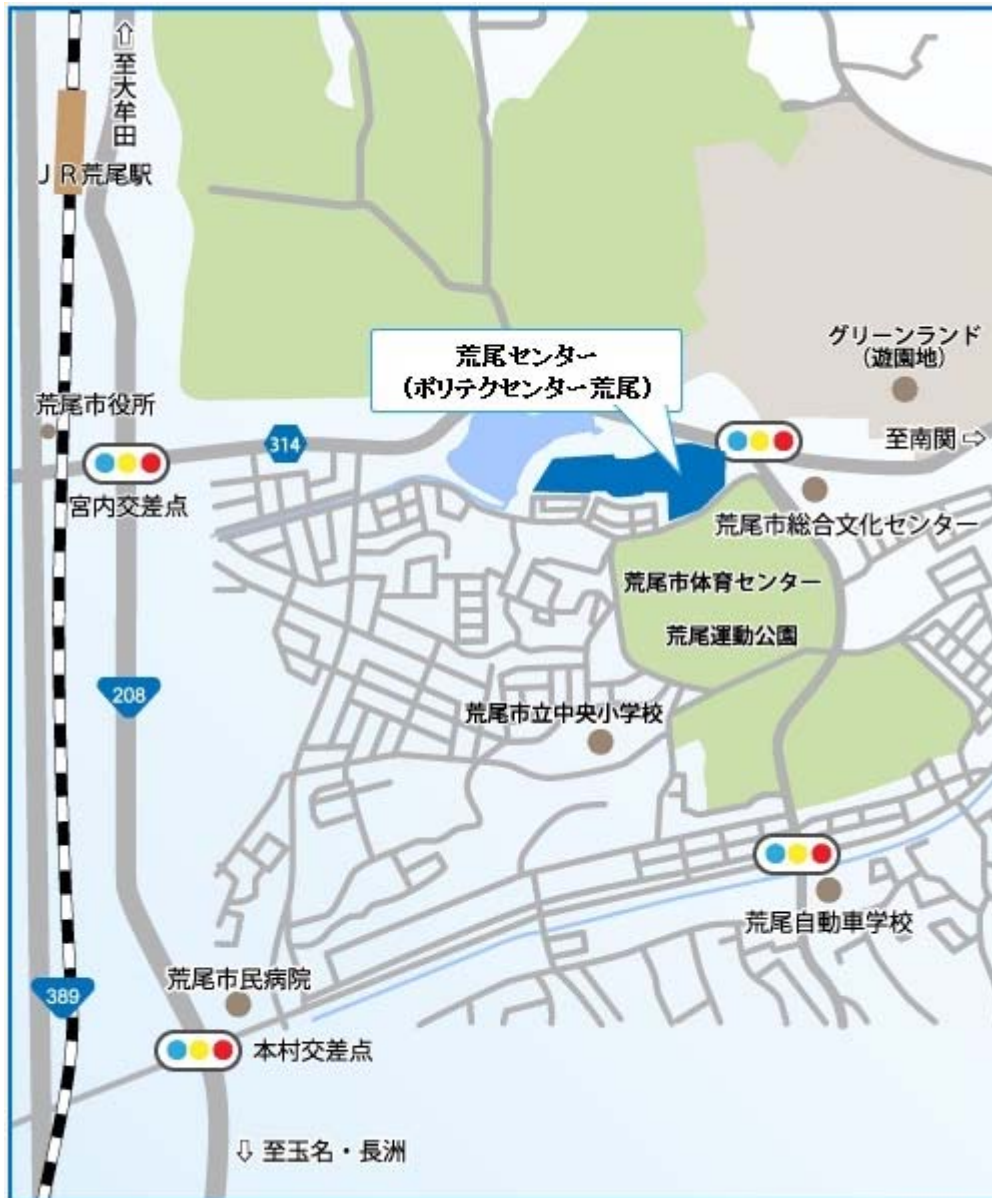 至大牟田
ＪＲ荒尾駅
グリーンランド
(遊園地)
荒尾センター
(ポリテクセンター荒尾)
荒尾市役所
314
至南関
宮内交差点
荒尾市総合文化センター
荒尾市体育センター
荒尾運動公園
208
荒尾市立中央小学校
荒尾自動車学校
荒尾市民病院
389
本村交差点
至玉名・長洲